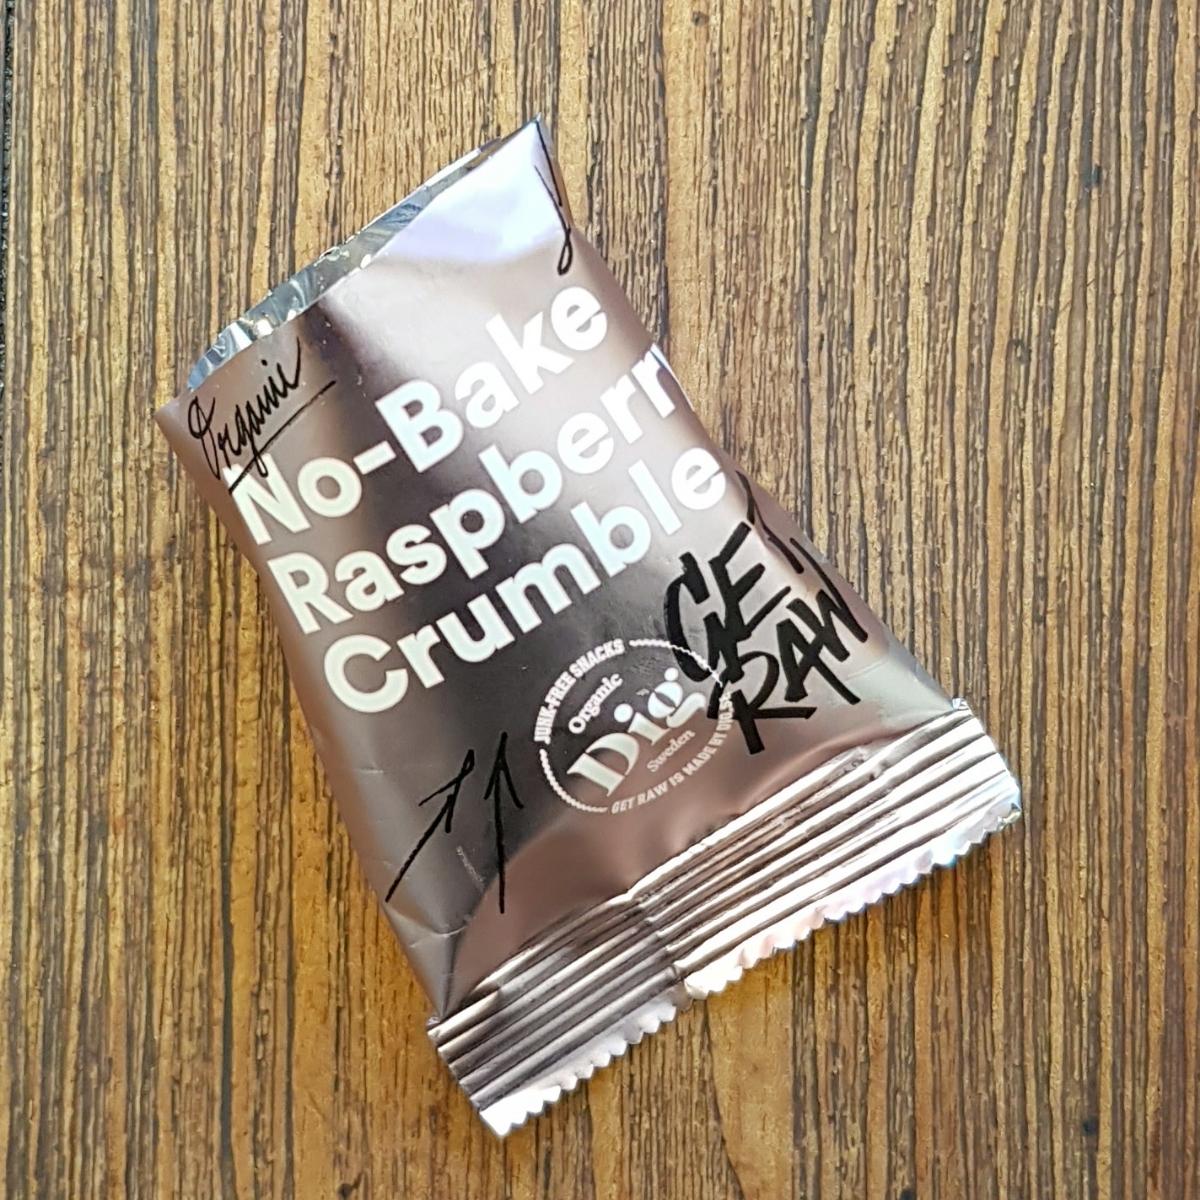 Organic
No-Bake
Raspberr
Crumble
GET
RAW
JUNK-FREE SNACKS
Organic
Dig
Sweden
GET RAW IS MADE BY DIG